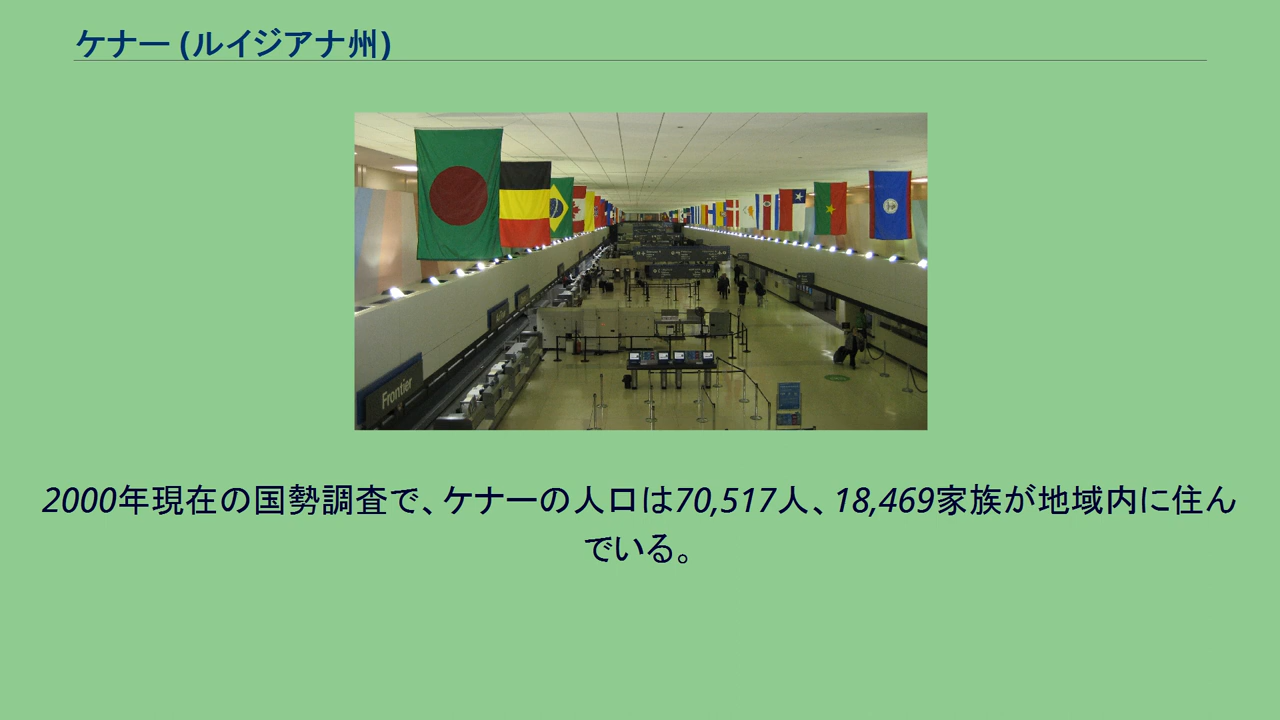 ケナー (ルイジアナ州)
Frontier
2000年現在の国勢調査で、ケナーの人口は70,517人、18,469家族が地域内に住ん
でいる。